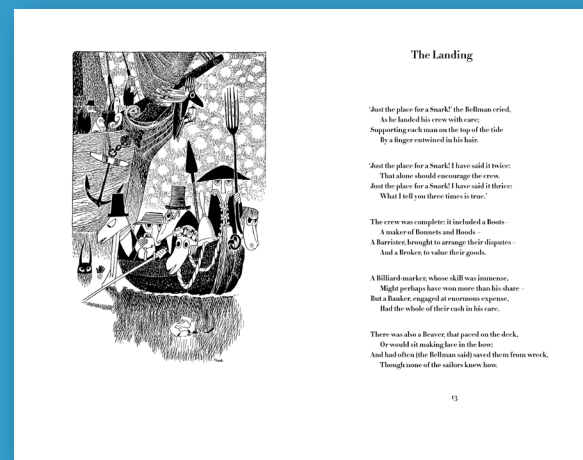 The Landing
‘Just the place for a Snark!’ the Bellman cried,
As he landed his crew with care;
Supporting each man on the top of the tide
By a finger entwined in his hair.
‘Just the place for a Snark! I have said it twice:
That alone should encourage the crew.
Just the place for a Snark! I have said it thrice:
What I tell you three times is true.’
The crew was complete: it included a Boots –
A maker of Bonnets and Hoods –
A Barrister, brought to arrange their disputes –
And a Broker, to value their goods.
A Billiard-marker, whose skill was immense,
Might perhaps have won more than his share –
But a Banker, engaged at enormous expense,
Had the whole of their cash in his care.
There was also a Beaver, that paced on the deck,
Or would sit making lace in the bow:
And had often (the Bellman said) saved them from wreck,
Though none of the sailors knew how.
13